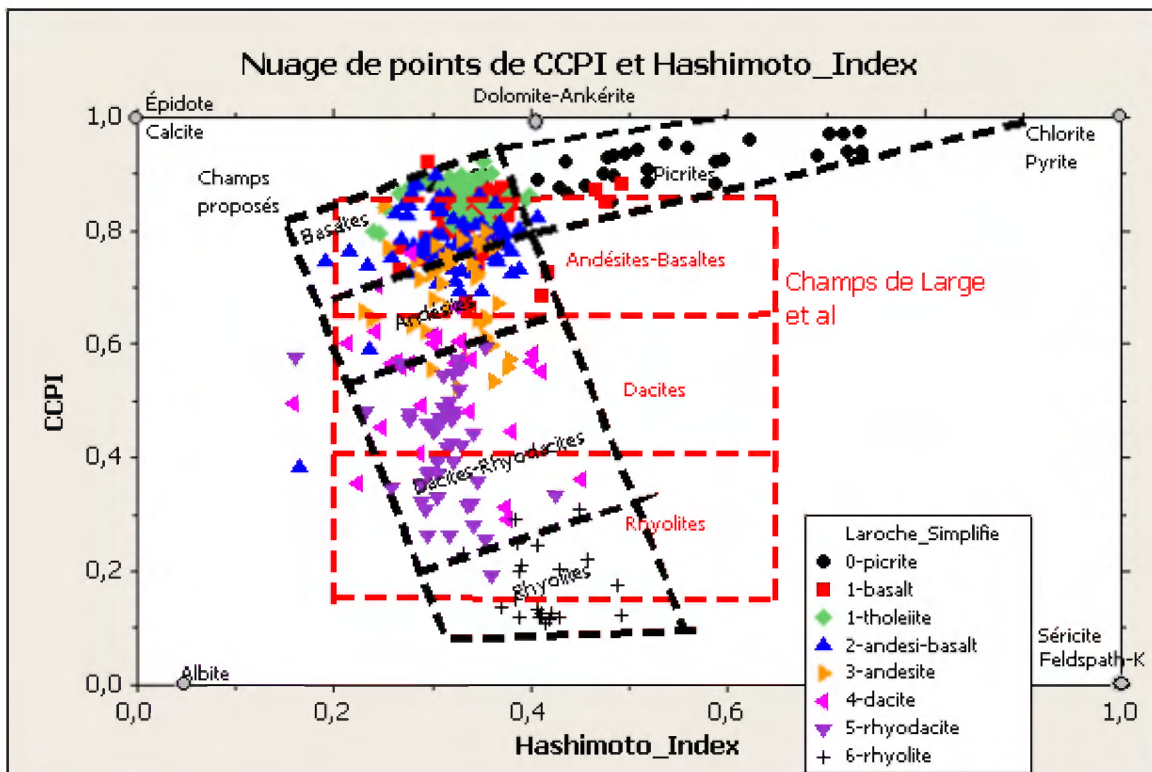 Nuage de points de CCPI et Hashimoto_Index
Dolomite-Ankérite
Épidote
Calcite
Chlorite
Pyrite
Champs
proposés
Picrites
Basaltes
Andésites-Basaltes
Champs de Large
et al
Andésites
Dacites
Dacites-Rhyodacites
Rhyolites
Rhyolites
Albite
Séricite
Feldspath-K
CCPI
1,0
0,8
0,6
0,4
0,2
0,0
0,0
0,2
0,4
0,6
0,8
1,0
Hashimoto_Index
Laroche_Simplifie
0-picrite
1-basalt
1-tholeiite
2-andesi-basalt
3-andesite
4-dacite
5-rhyodacite
6-rhyolite